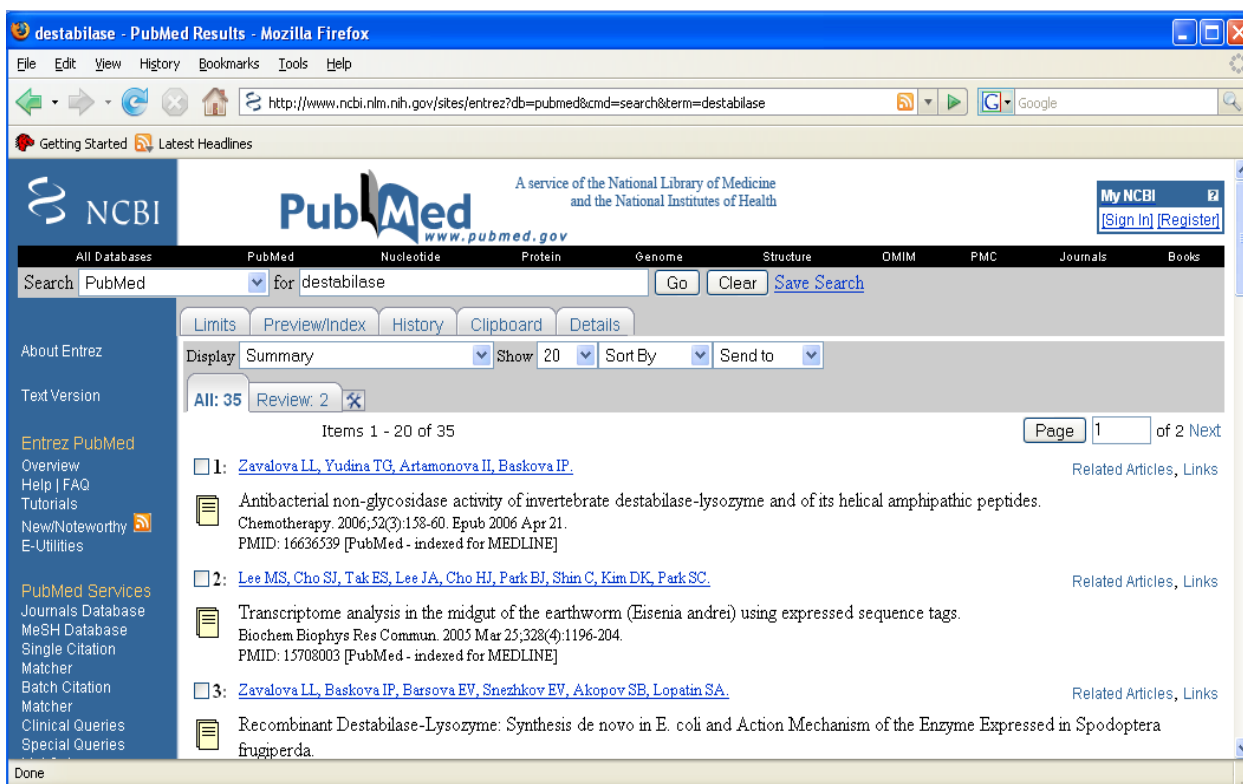 destabilase - PubMed Results - Mozilla Firefox
File Edit View History Bookmarks Tools Help
http://www.ncbi.nlm.nih.gov/sites/entrez?db=pubmed&cmd=search&term=destabilase G Google
Getting Started Latest Headlines
NCBI
PubMed
www.pubmed.gov
A service of the National Library of Medicine
and the National Institutes of Health
My NCBI ?
[Sign In] [Register]
All Databases PubMed Nucleotide Protein Genome Structure OMIM PMC Journals Books
Search PubMed for destabilase Go Clear Save Search
Limits Preview/Index History Clipboard Details
Display Summary Show 20 Sort By Send to
All: 35 Review: 2
Items 1 - 20 of 35 Page 1 of 2 Next
About Entrez
Text Version
Entrez PubMed
Overview
Help | FAQ
Tutorials
New/Noteworthy
E-Utilities
PubMed Services
Journals Database
MeSH Database
Single Citation
Matcher
Batch Citation
Matcher
Clinical Queries
Special Queries
1: Zavalova LL, Yudina TG, Artamonova II, Baskova IP. Related Articles, Links
Antibacterial non-glycosidase activity of invertebrate destabilase-lysozyme and of its helical amphipathic peptides.
Chemotherapy. 2006;52(3):158-60. Epub 2006 Apr 21.
PMID: 16636539 [PubMed - indexed for MEDLINE]
2: Lee MS, Cho SJ, Tak ES, Lee JA, Cho HJ, Park BJ, Shin C, Kim DK, Park SC. Related Articles, Links
Transcriptome analysis in the midgut of the earthworm (Eisenia andrei) using expressed sequence tags.
Biochem Biophys Res Commun. 2005 Mar 25;328(4):1196-204.
PMID: 15708003 [PubMed - indexed for MEDLINE]
3: Zavalova LL, Baskova IP, Barsova EV, Snezhkov EV, Akopov SB, Lopatin SA. Related Articles, Links
Recombinant Destabilase-Lysozyme: Synthesis de novo in E. coli and Action Mechanism of the Enzyme Expressed in Spodoptera
frugiperda.
Done